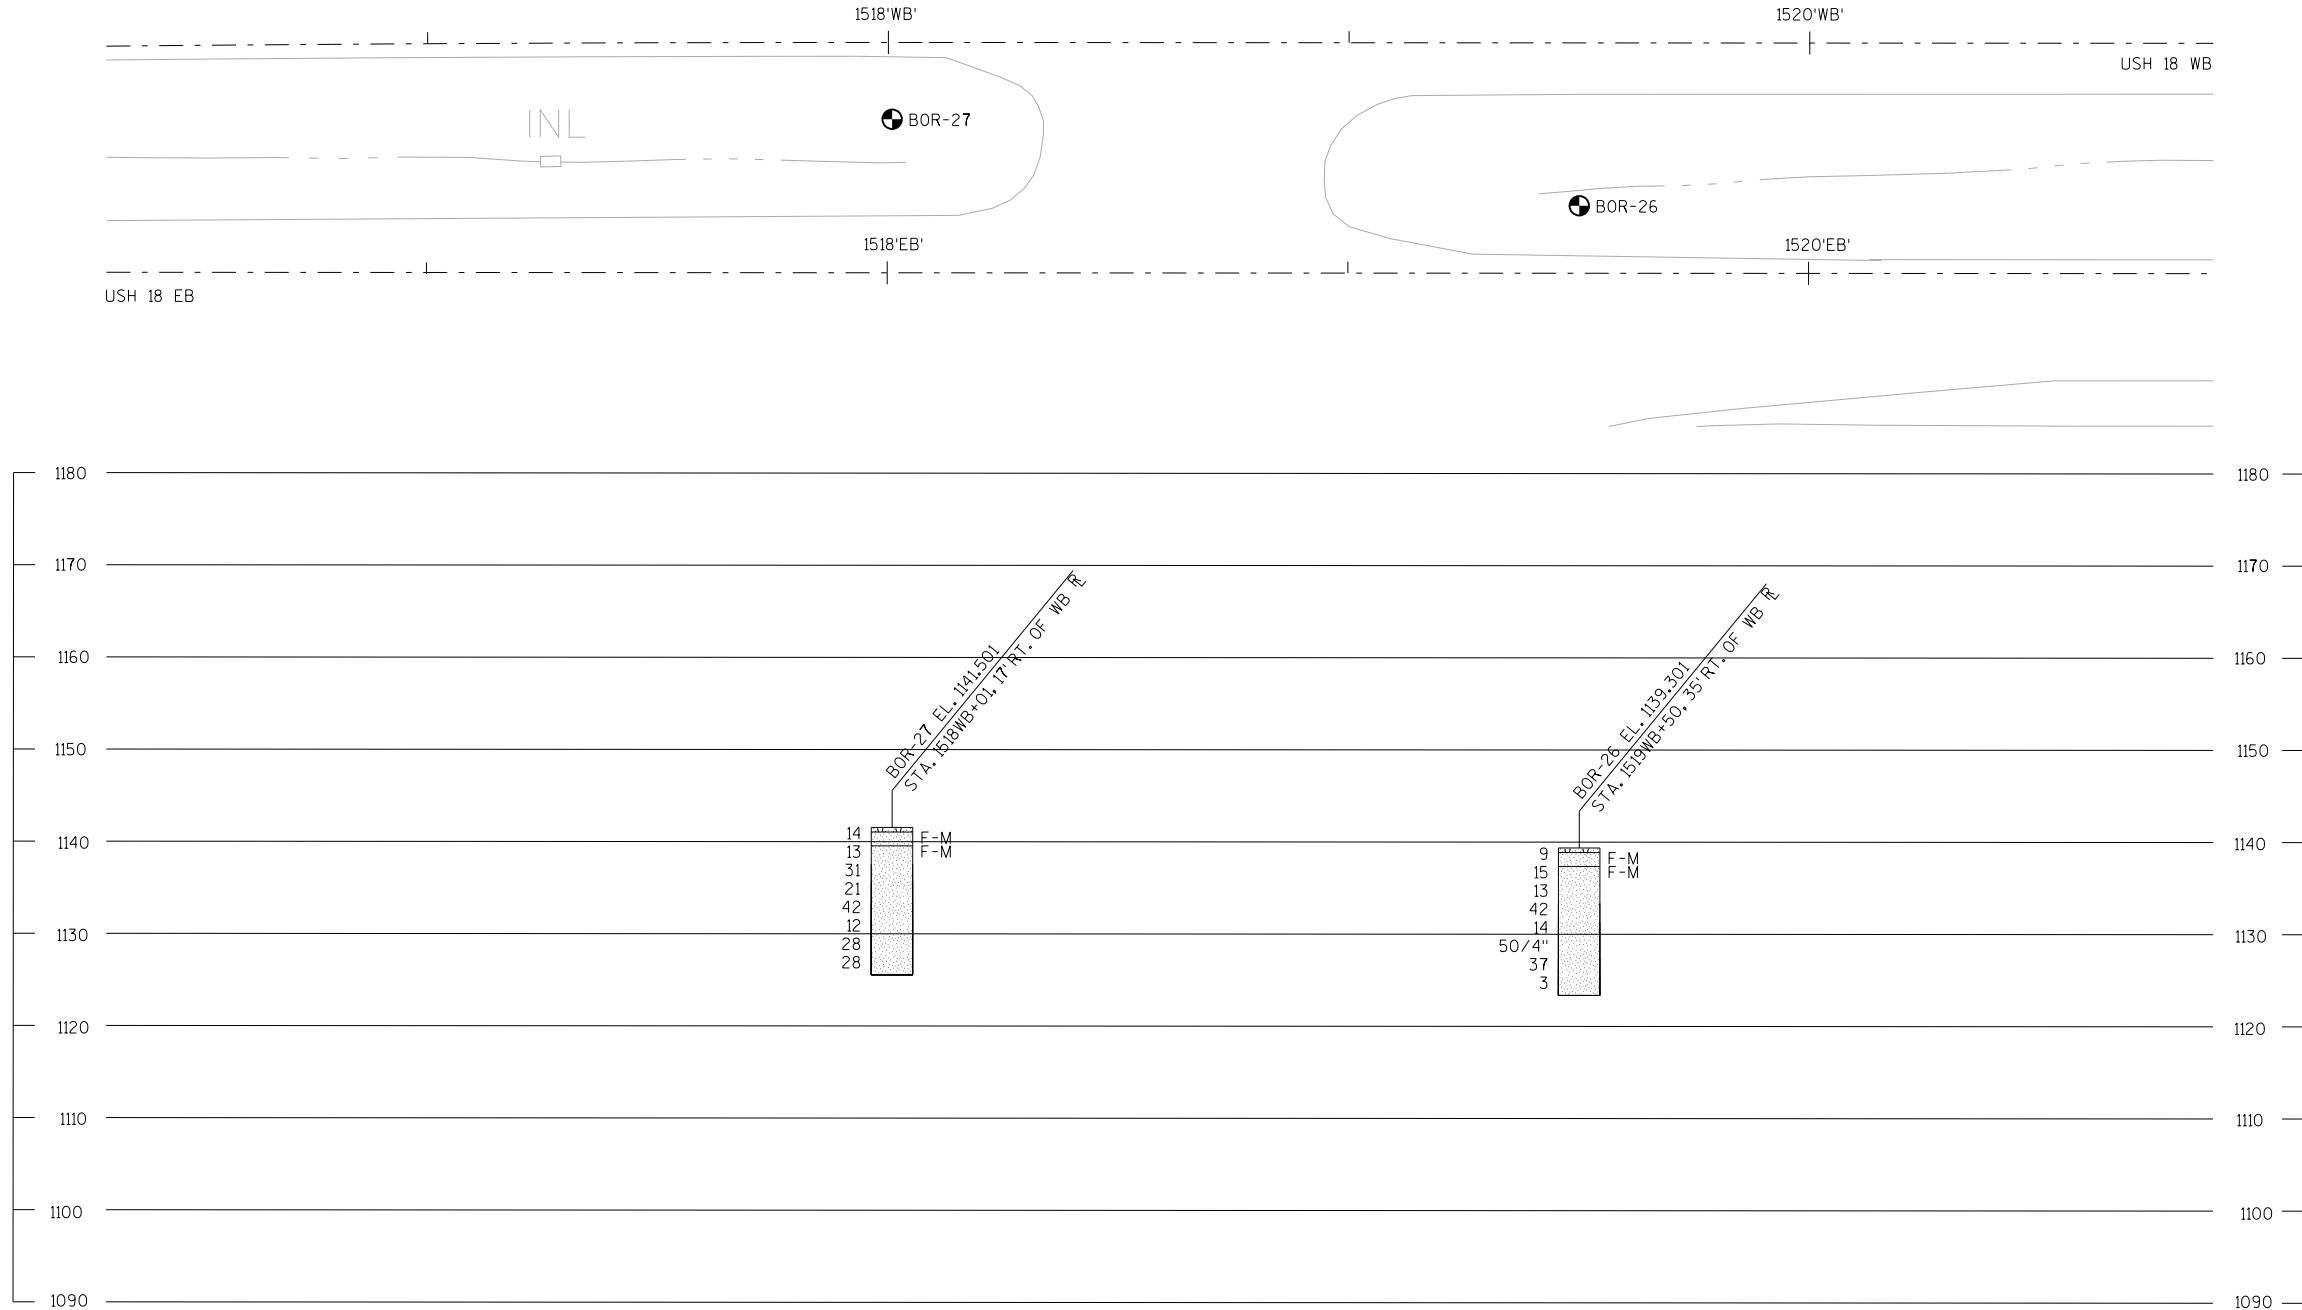 1518'WB'
1520'WB'
USH 18 WB
INL
BOR-27
BOR-26
1518'EB'
1520'EB'
USH 18 EB
1180
1180
1170
1170
1160
1160
1150
1150
1140
1140
1130
1130
1120
1120
1110
1110
1100
1100
1090
1090
BOR-27 EL. 1141.501
STA. 1518WB+01, 17' RT. OF WB RL
14
13
31
21
42
12
28
28
F-M
F-M
BOR-26 EL. 1139.301
STA. 1519WB+50, 35' RT. OF WB RL
9
15
13
42
14
50/4"
37
3
F-M
F-M